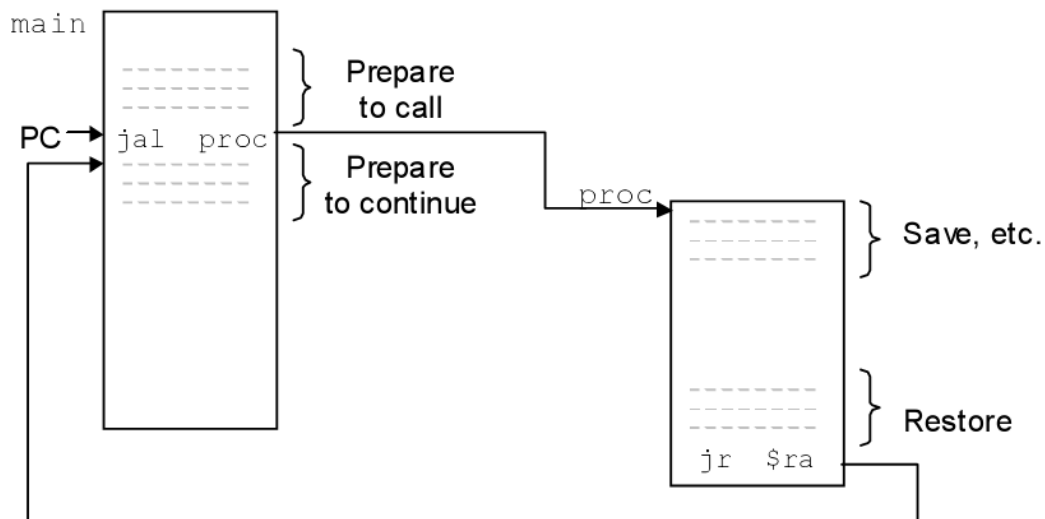 main
Prepare
to call
PC
jal proc
Prepare
to continue
proc
Save, etc.
Restore
jr $ra